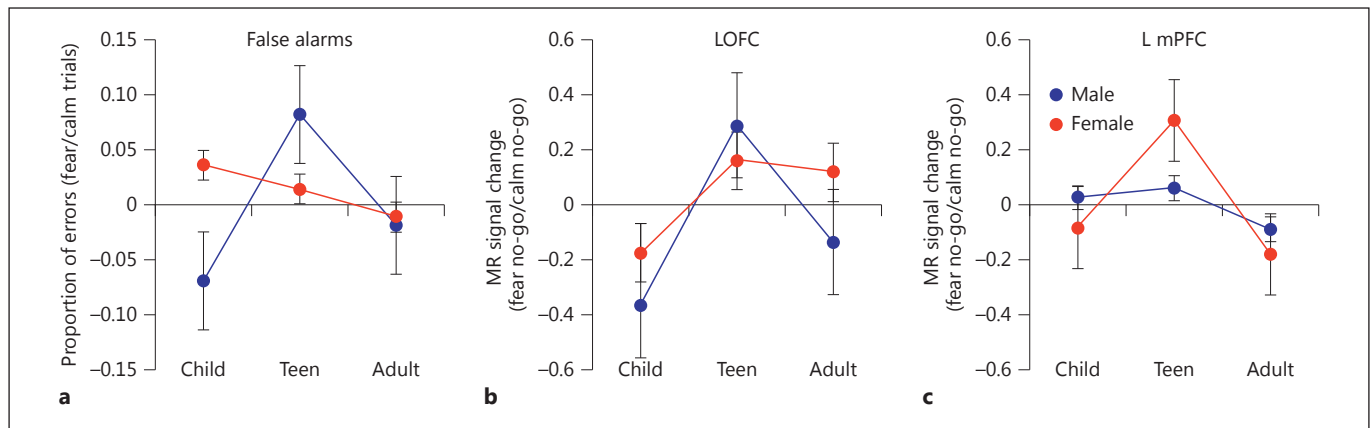 False alarms
Proportion of errors (fear/calm trials)
0.15
0.10
0.05
0
–0.05
–0.10
–0.15
Child Teen Adult
a
LOFC
MR signal change
(fear no-go/calm no-go)
0.6
0.4
0.2
0
–0.2
–0.4
–0.6
Child Teen Adult
b
L mPFC
MR signal change
(fear no-go/calm no-go)
0.6
0.4
0.2
0
–0.2
–0.4
–0.6
Male
Female
Child Teen Adult
c